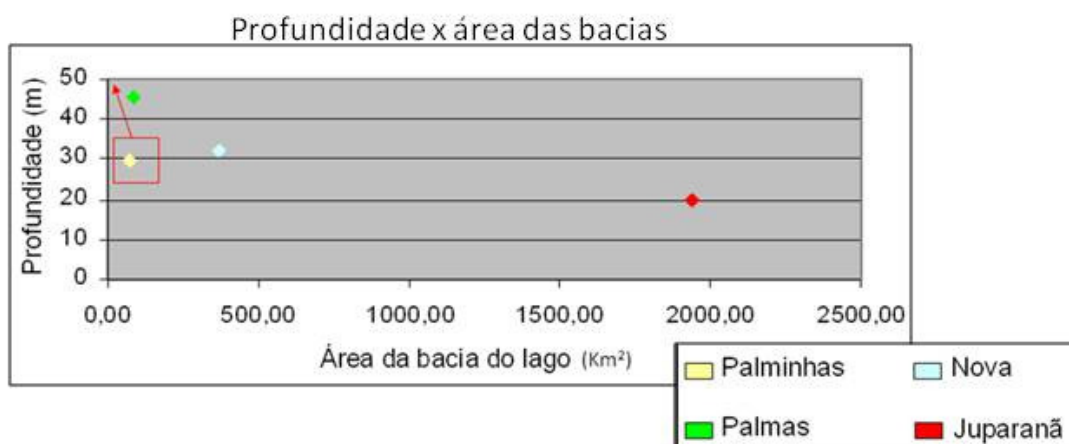 Profundidade x área das bacias
Profundidade (m)
50
40
30
20
10
0
0,00 500,00 1000,00 1500,00 2000,00 2500,00
Área da bacia do lago (Km²)
Palminhas Nova
Palmas Juparanã